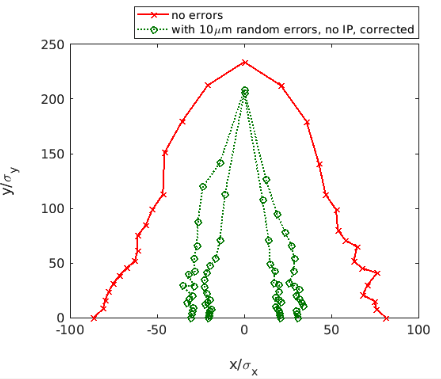 no errors
with 10μm random errors, no IP, corrected
250
200
150
100
50
0
y/σy
-100 -50 0 50 100
x/σx